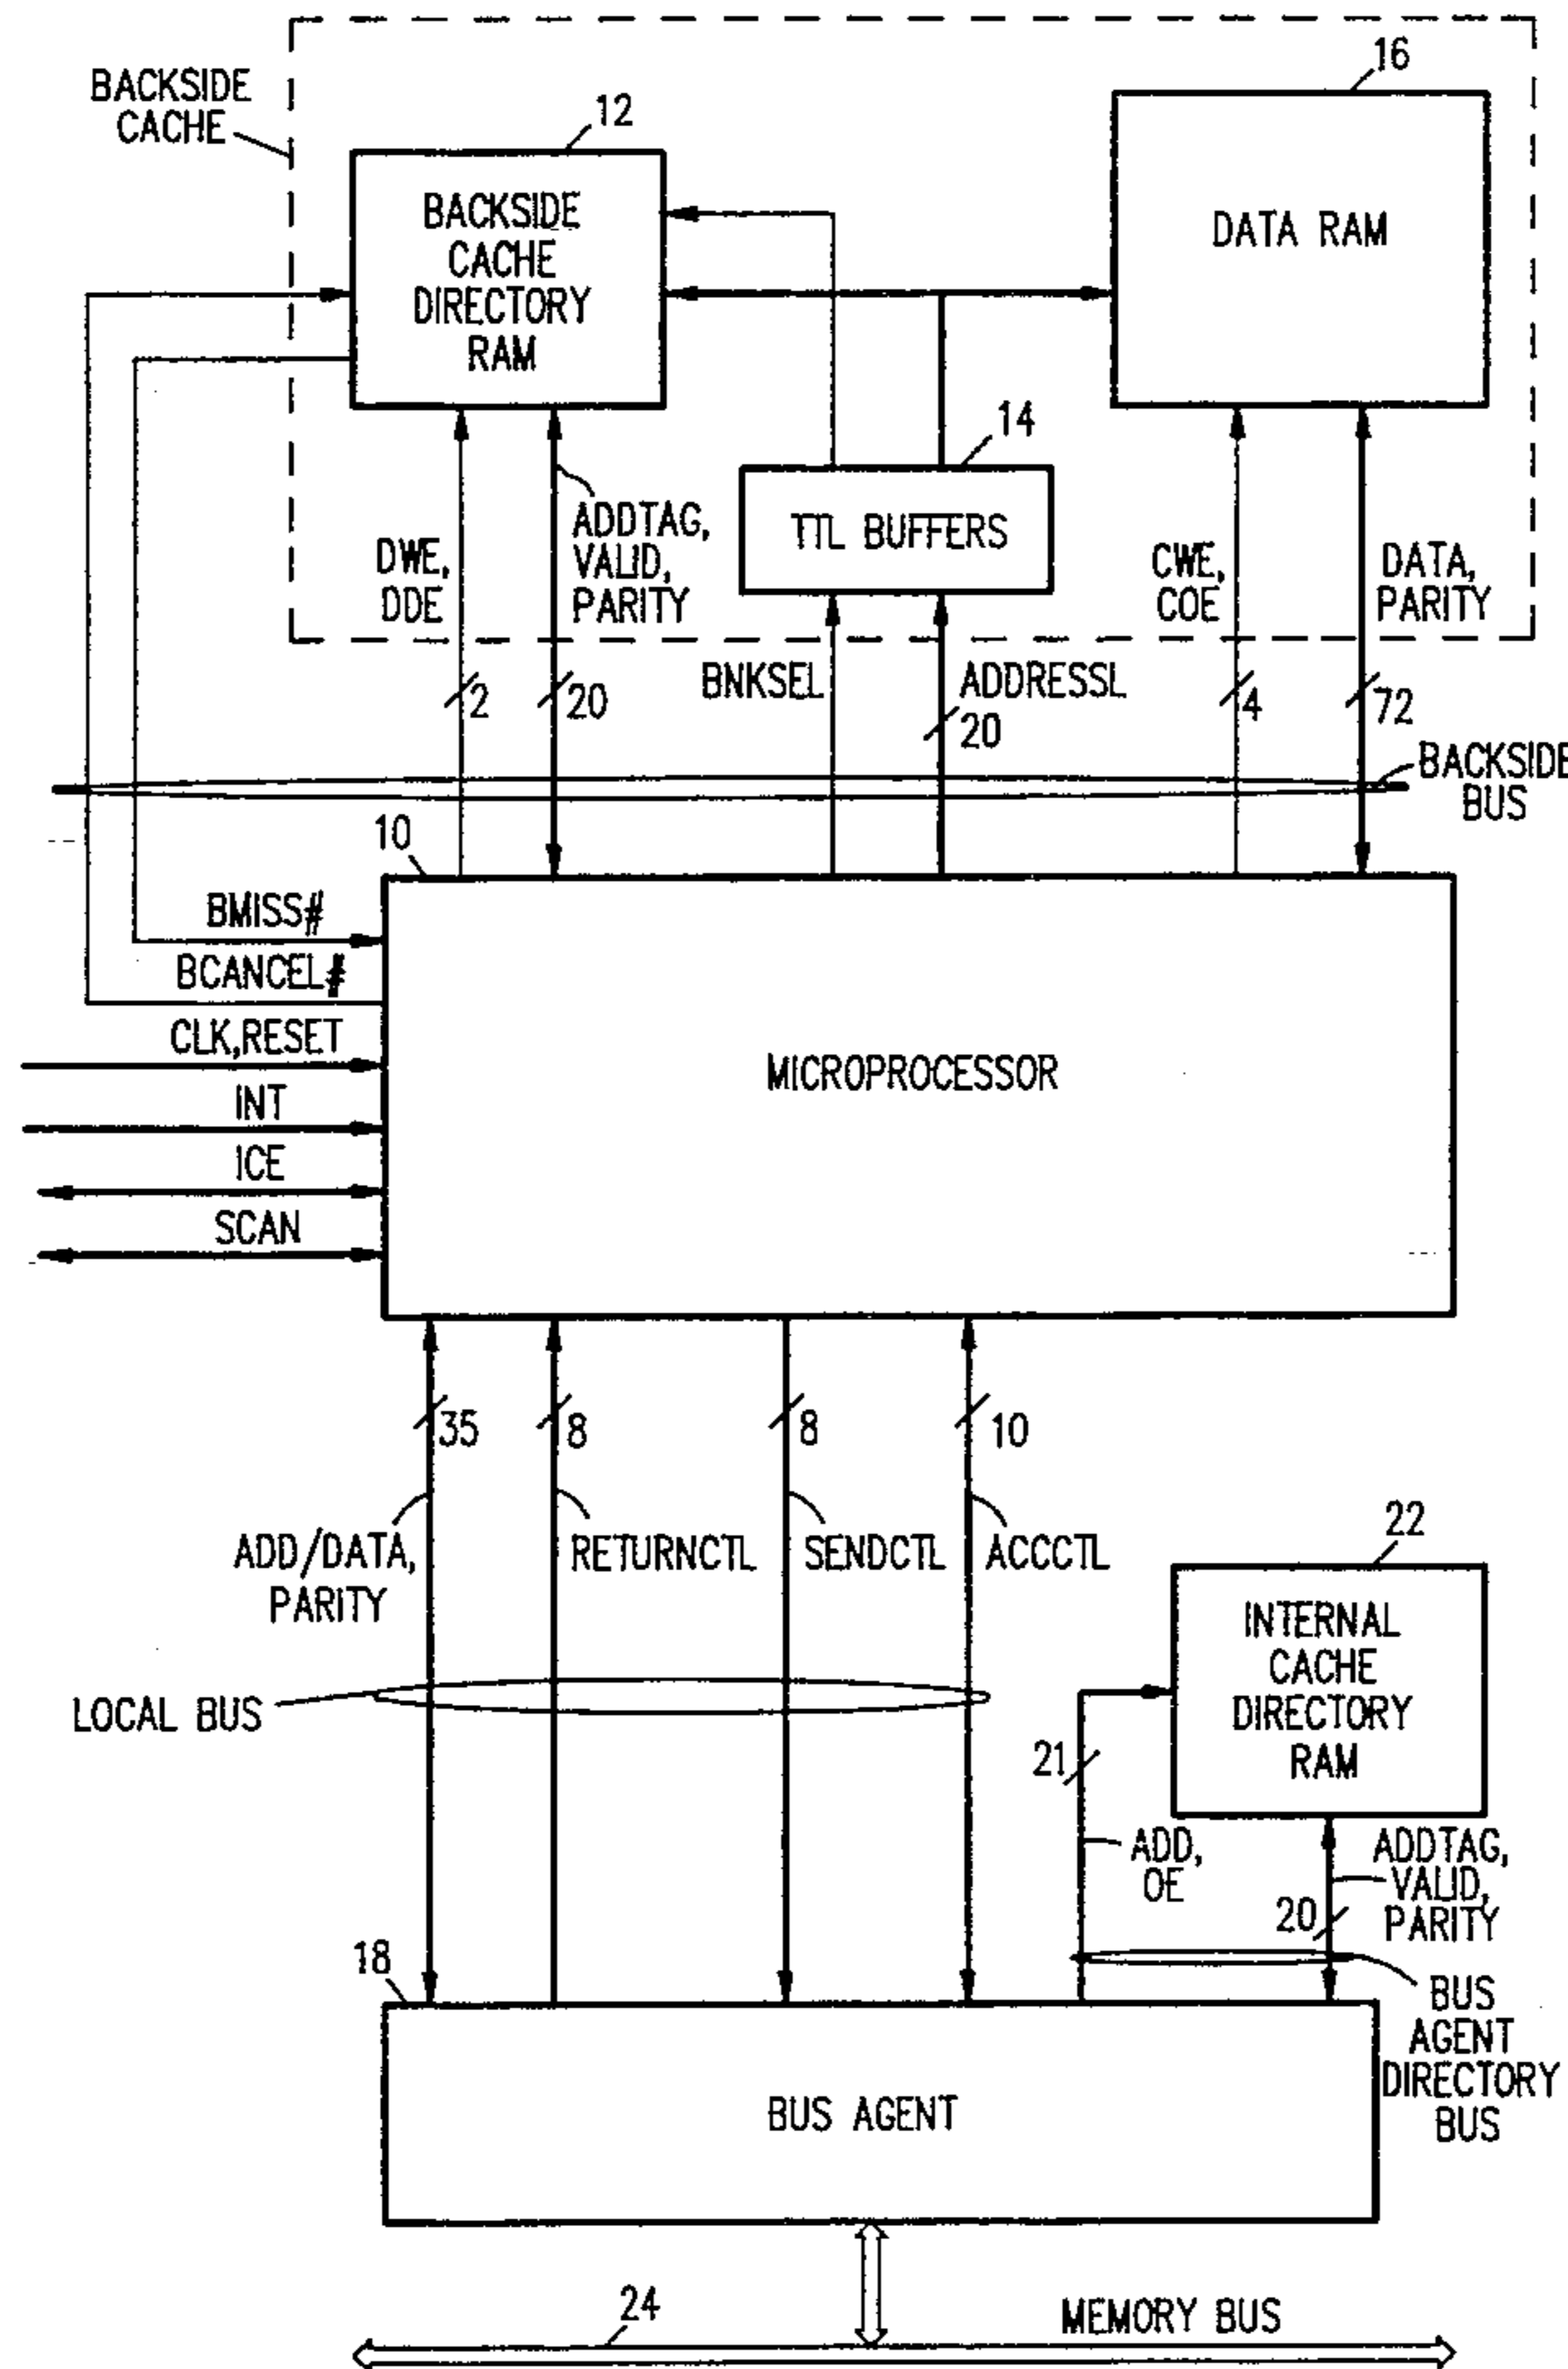 16
BACKSIDE
CACHE
12
BACKSIDE
CACHE
DIRECTORY
RAM
DATA RAM
14
TTL BUFFERS
DWE,
DDE
ADDTAG,
VALID,
PARITY
CWE,
COE
DATA,
PARITY
2
20
BNKSEL
ADDRESSL
20
4
72
BACKSIDE
BUS
10
BMISS#
BCANCEL#
CLK,RESET
INT
ICE
SCAN
MICROPROCESSOR
35
8
8
10
ADD/DATA,
PARITY
RETURNCTL
SENDCTL
ACCCTL
22
INTERNAL
CACHE
DIRECTORY
RAM
LOCAL BUS
21
ADD,
OE
ADDTAG,
VALID,
PARITY
20
18
BUS
AGENT
DIRECTORY
BUS
BUS AGENT
24
MEMORY BUS